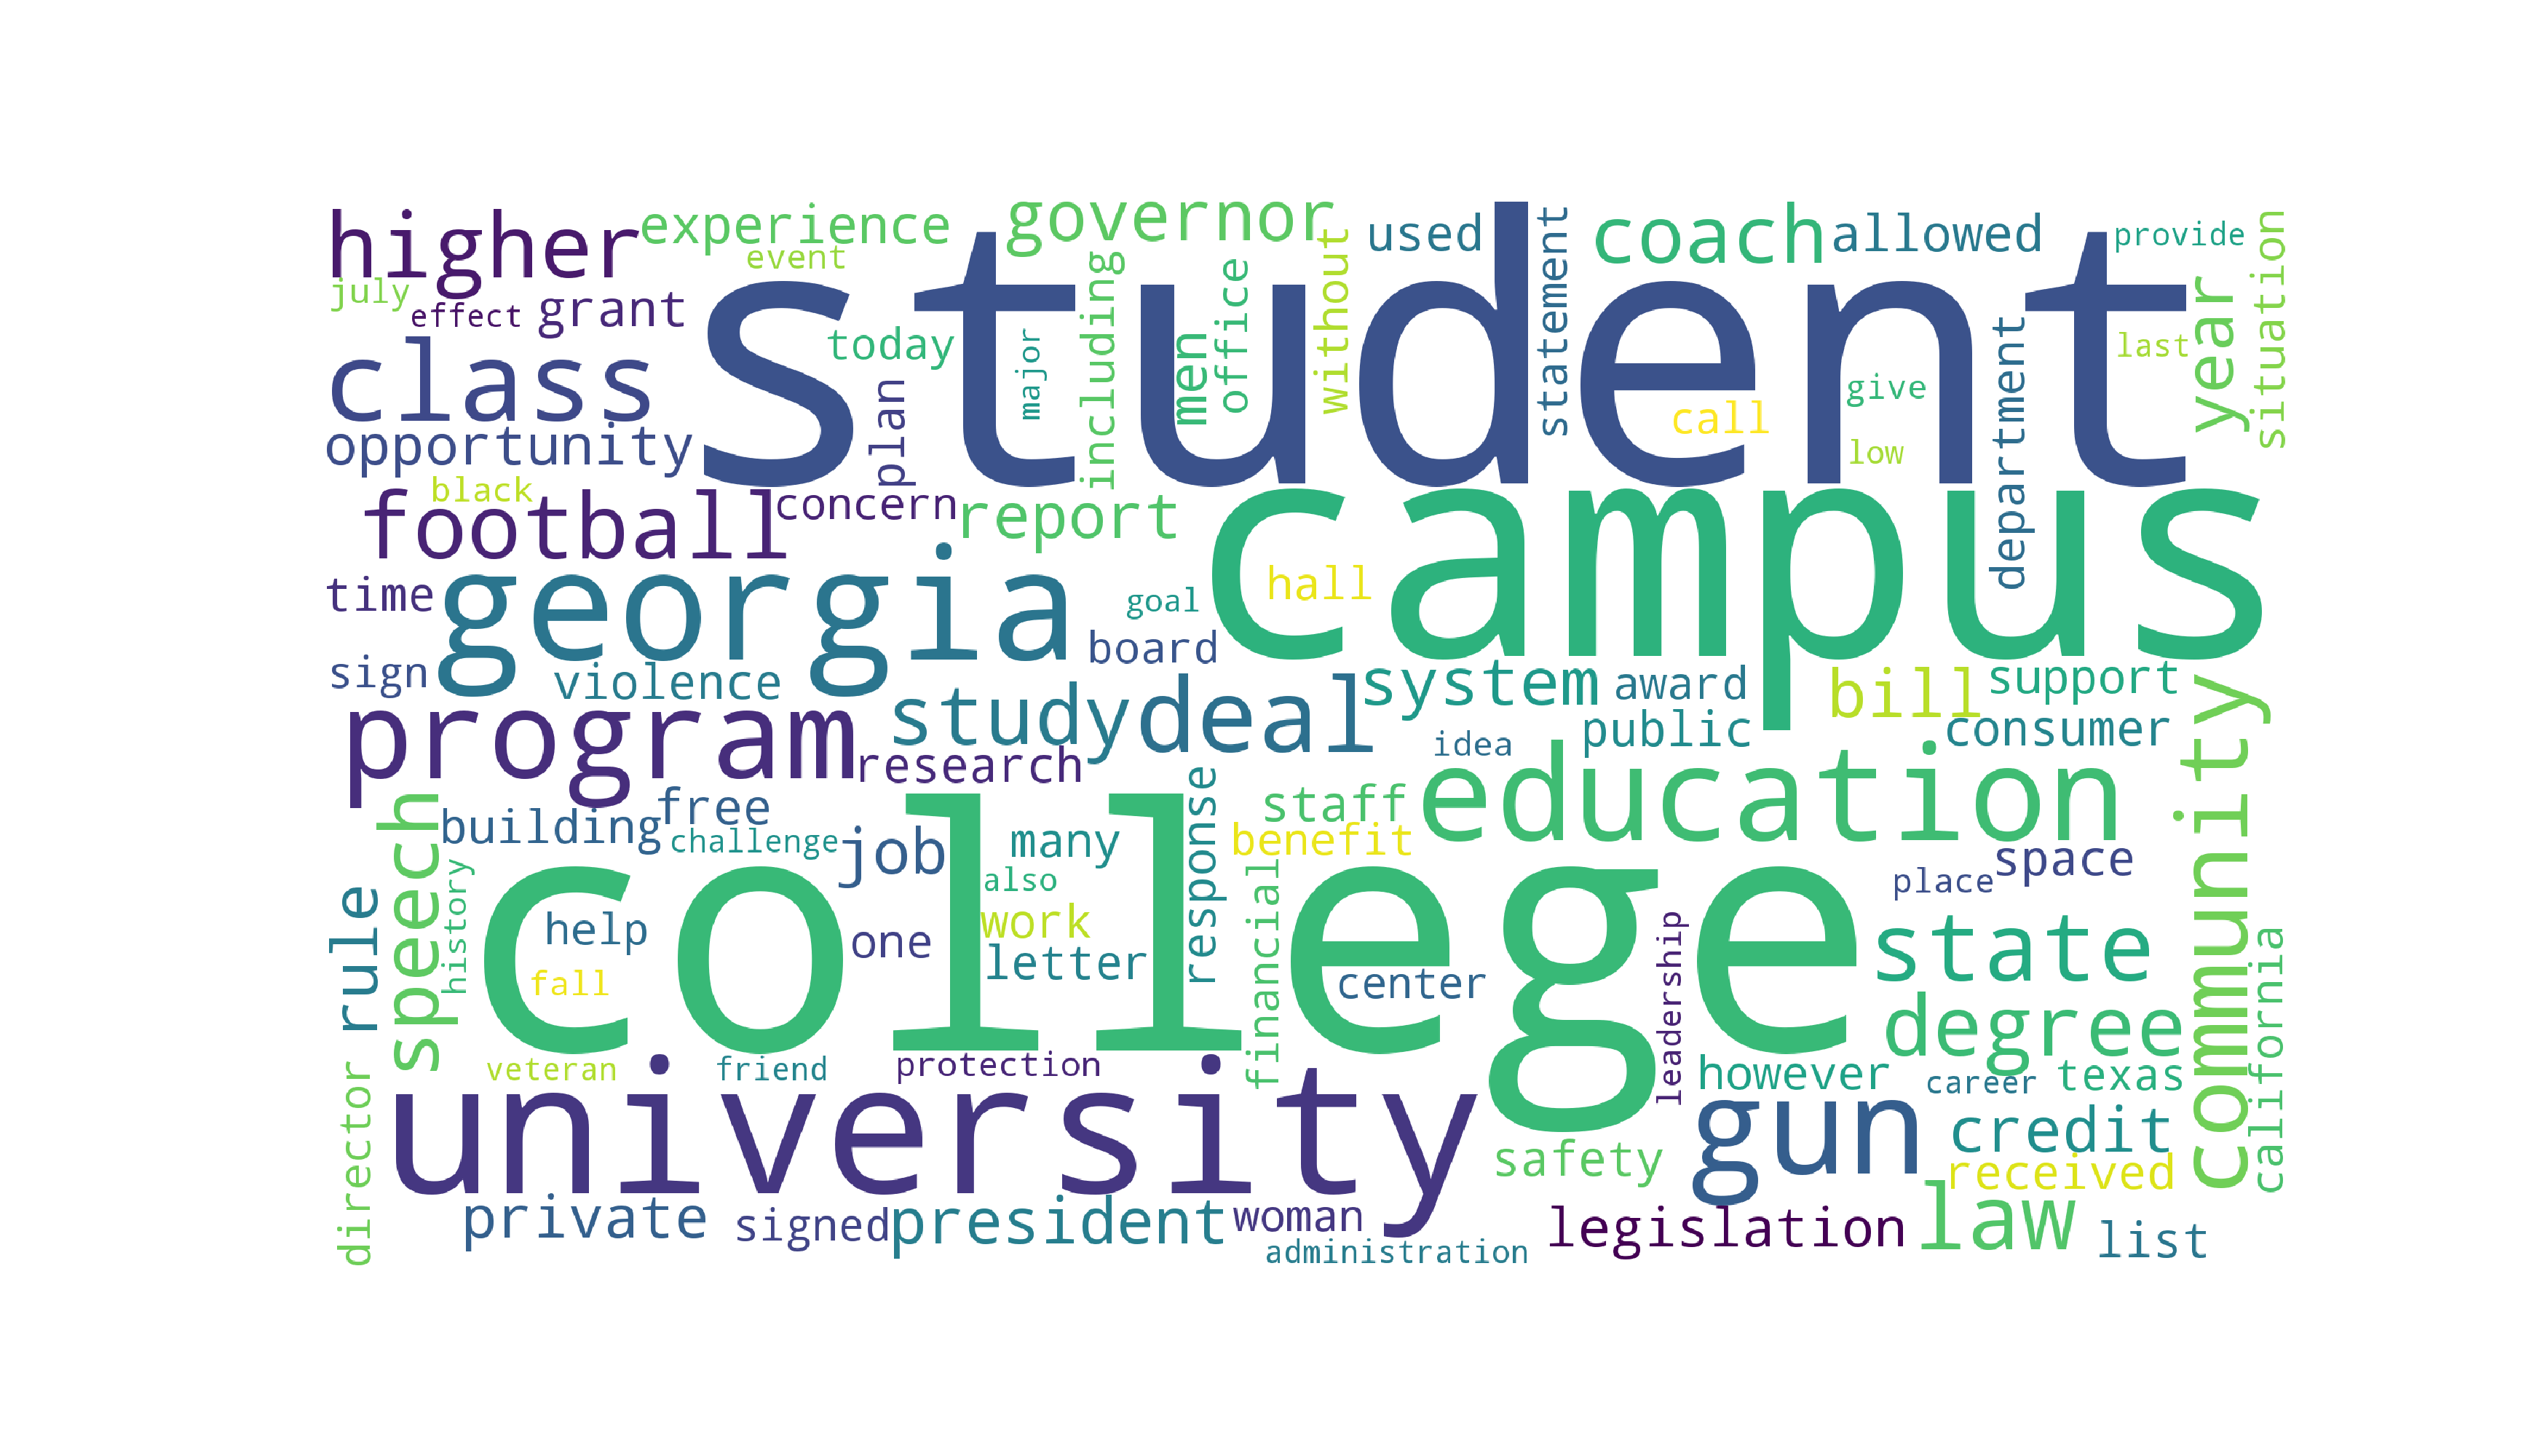 student
campus
college
university
georgia
education
program
community
higher
experience
event
governor
used
statement
coach
allowed
provide
july
effect
grant
today
major
including
men
office
without
year
situation
class
plan
call
give
last
low
department
opportunity
black
concern
report
football
time
goal
hall
board
sign
violence
study
deal
system
award
bill
support
public
consumer
idea
research
speech
building
free
challenge
job
many
response
staff
benefit
also
work
place
space
state
rule
history
help
one
letter
financial
center
leadership
california
fall
degree
director
veteran
friend
protection
however
career
texas
gun
credit
safety
received
private
signed
president
woman
administration
legislation
law
list